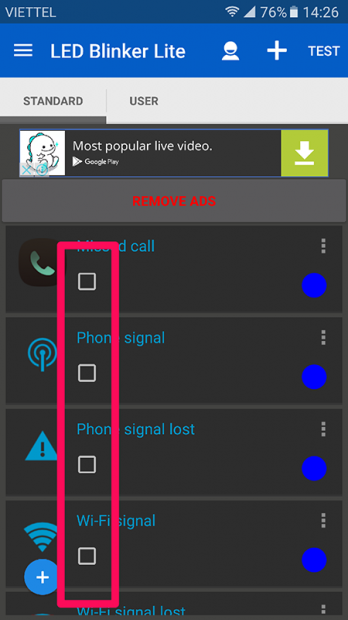 VIETTEL 76% 14:26
LED Blinker Lite TEST
STANDARD USER
Most popular live video.
Google Play
REMOVE ADS
Missed call
Phone signal
Phone signal lost
Wi-Fi signal
Wi-Fi signal lost